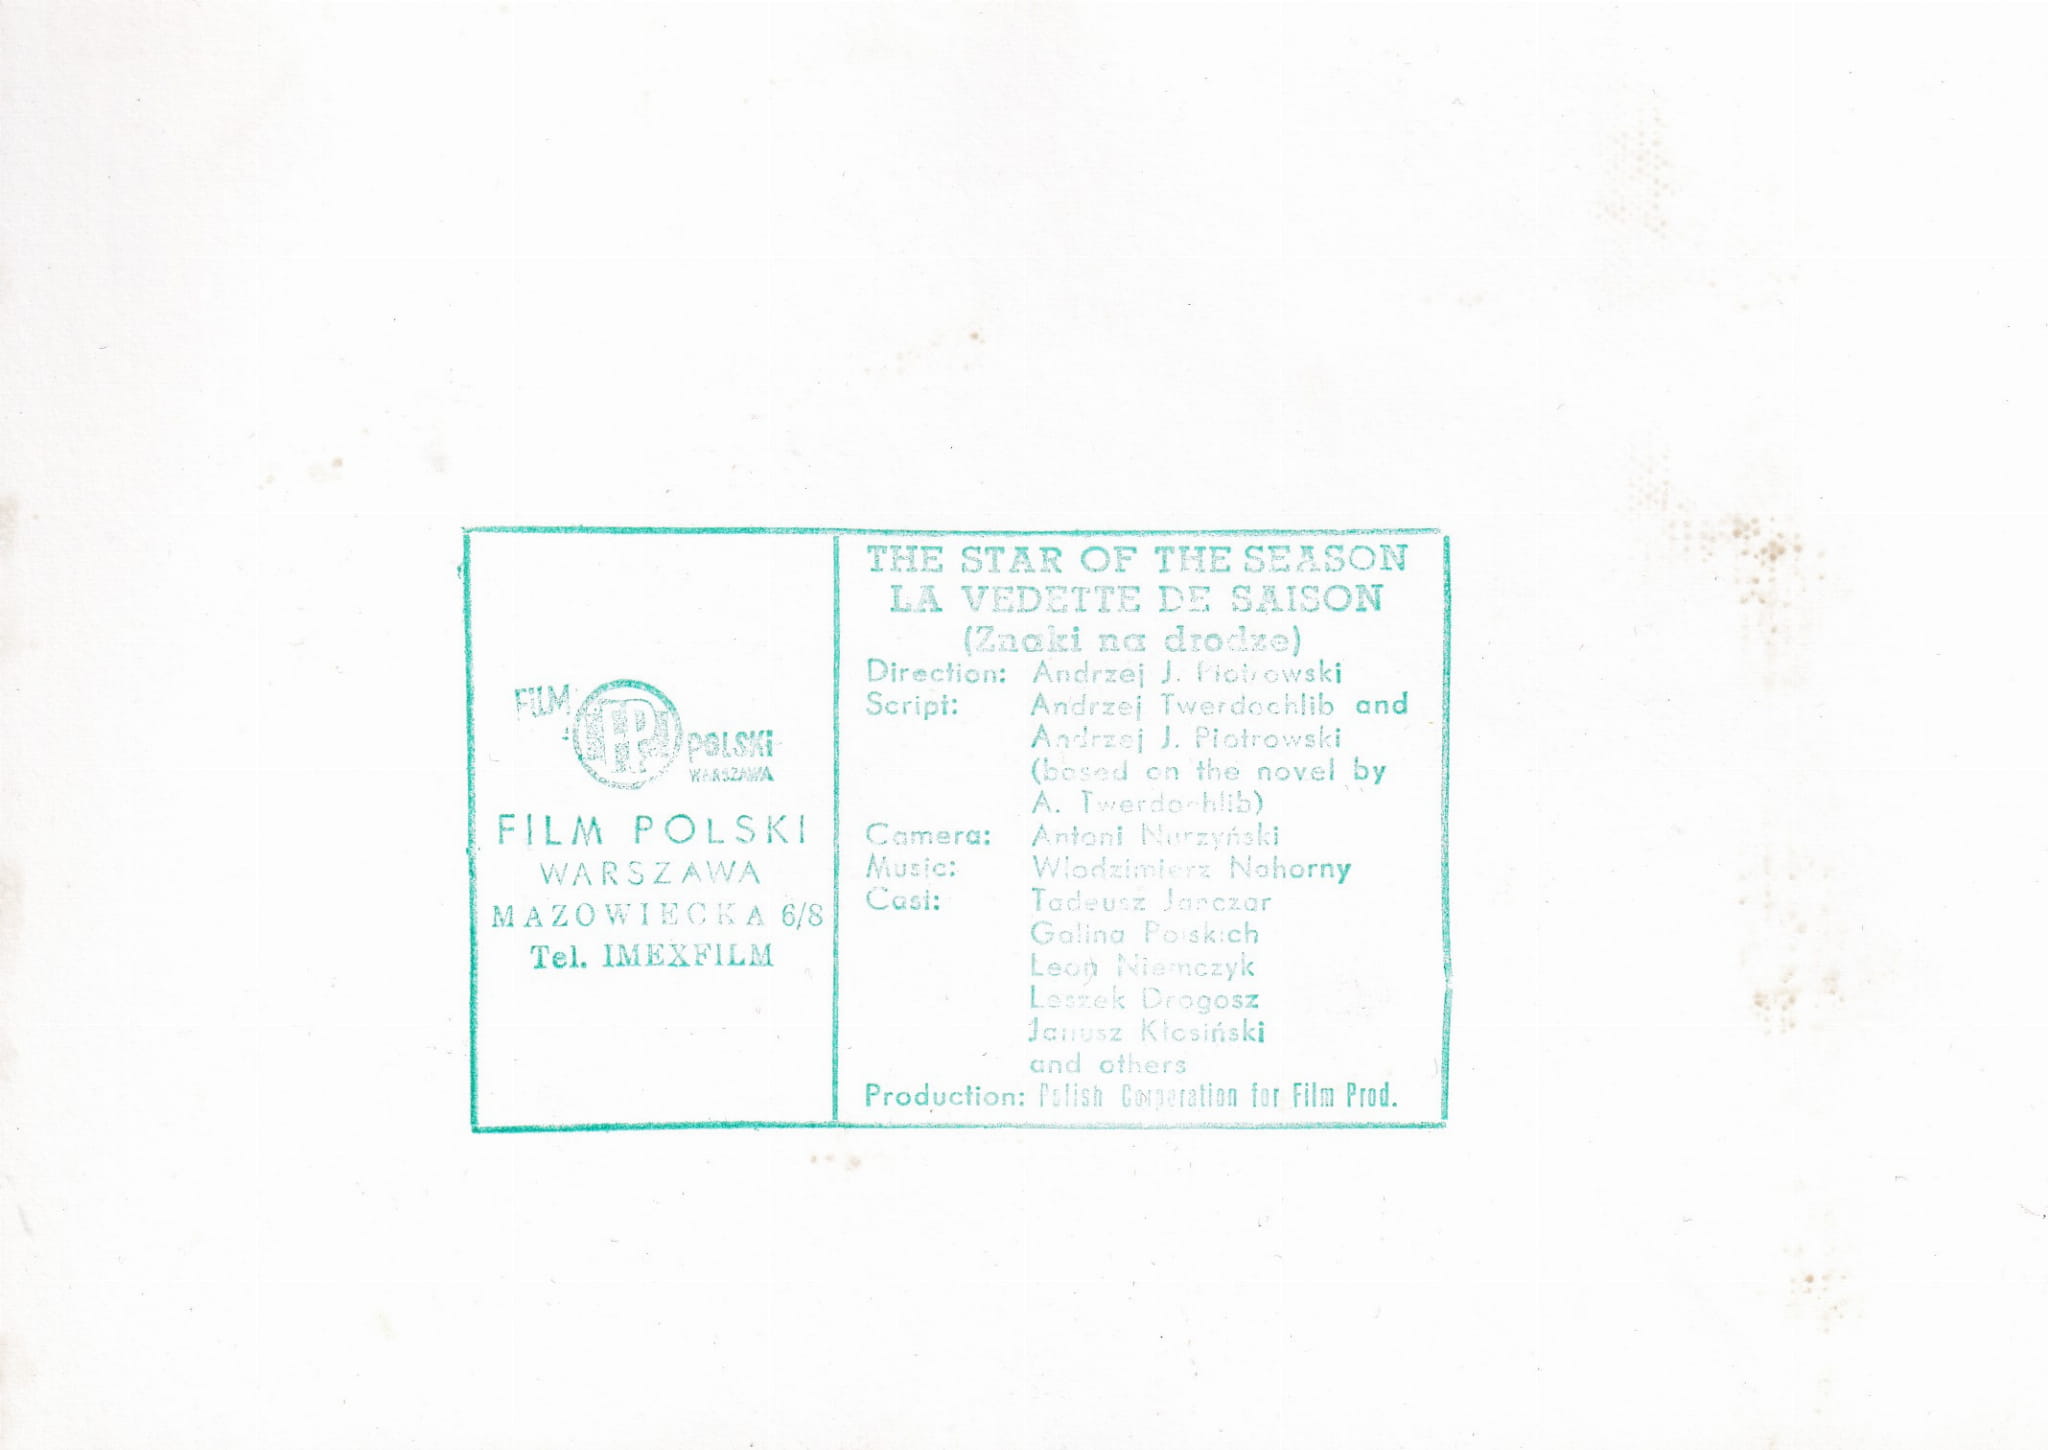 FILM
FP
POLSKI
WARSZAWA
FILM POLSKI
WARSZAWA
MAZOWIECKA 6/8
Tel. IMEXFILM
THE STAR OF THE SEASON
LA VEDETTE DE SAISON
(Znaki na drodze)
Direction: Andrzej J. Piotrowski
Script: Andrzej Twerdochlib and
Andrzej J. Piotrowski
(based on the novel by
A. Twerdochlib)
Camera: Antoni Nurzyński
Music: Włodzimierz Nahorny
Cast: Tadeusz Janczar
Galina Polskich
Leon Niemczyk
Leszek Drogosz
Janusz Kłosiński
and others
Production: Polish Corporation for Film Prod.